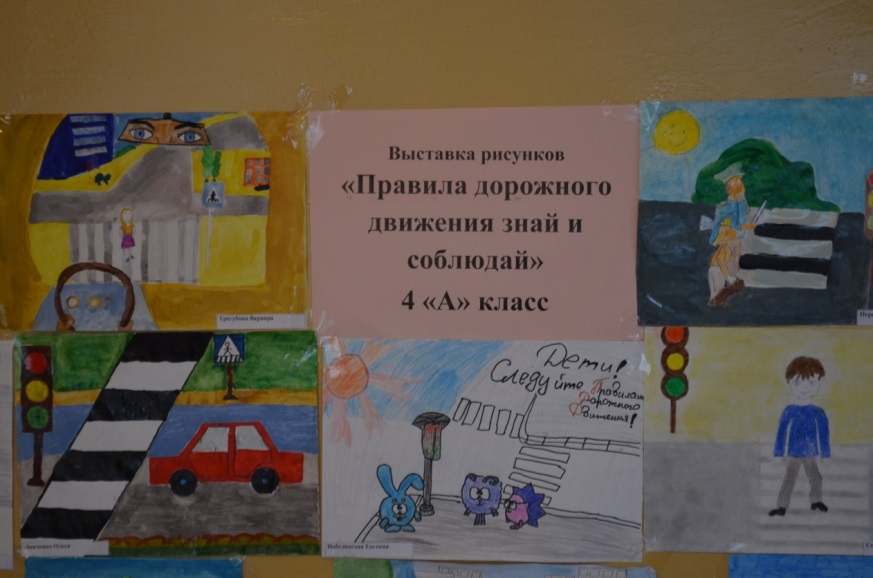 Выставка рисунков
«Правила дорожного
движения знай и
соблюдай»
4 «А» класс
Дети!
Следуйте Правилам
Дорожного
Движения!